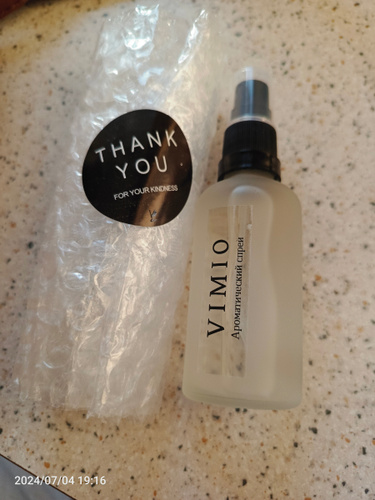 THANK
YOU
FOR YOUR KINDNESS
VIMIO
Ароматический спрей
2024/07/04 19:16